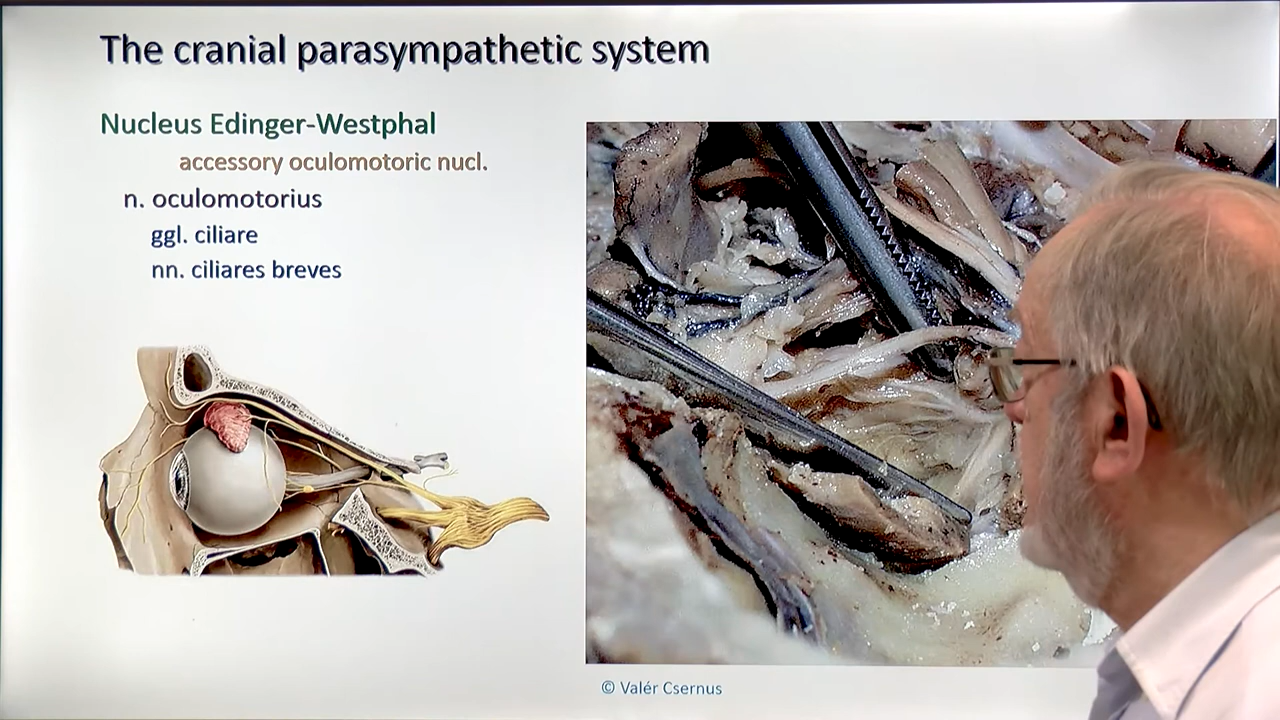 The cranial parasympathetic system
Nucleus Edinger-Westphal
accessory oculomotoric nucl.
n. oculomotorius
ggl. ciliare
nn. ciliares breves
© Valér Csernus